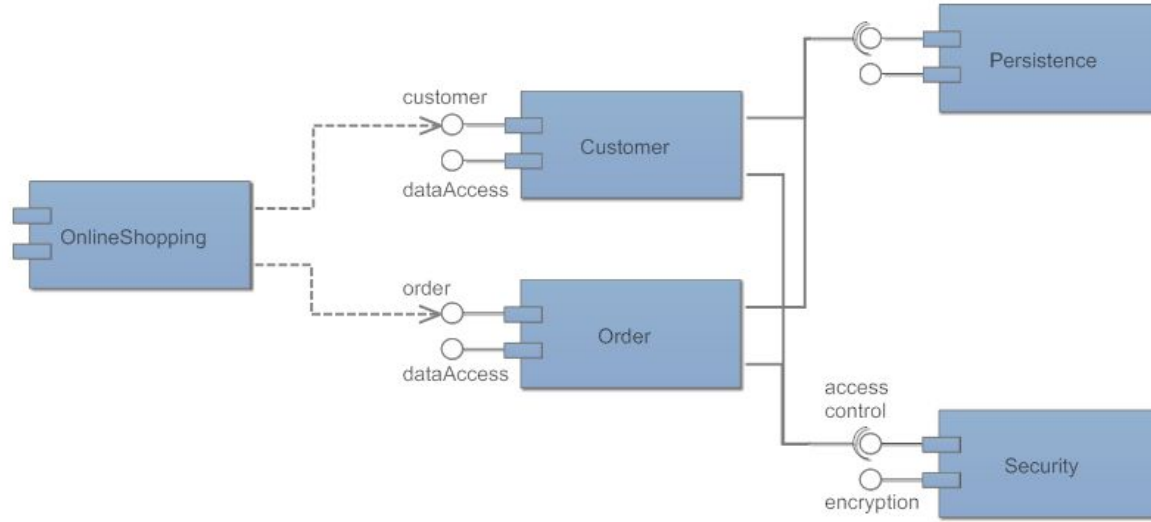 Persistence
customer
Customer
dataAccess
OnlineShopping
order
Order
dataAccess
access
control
Security
encryption